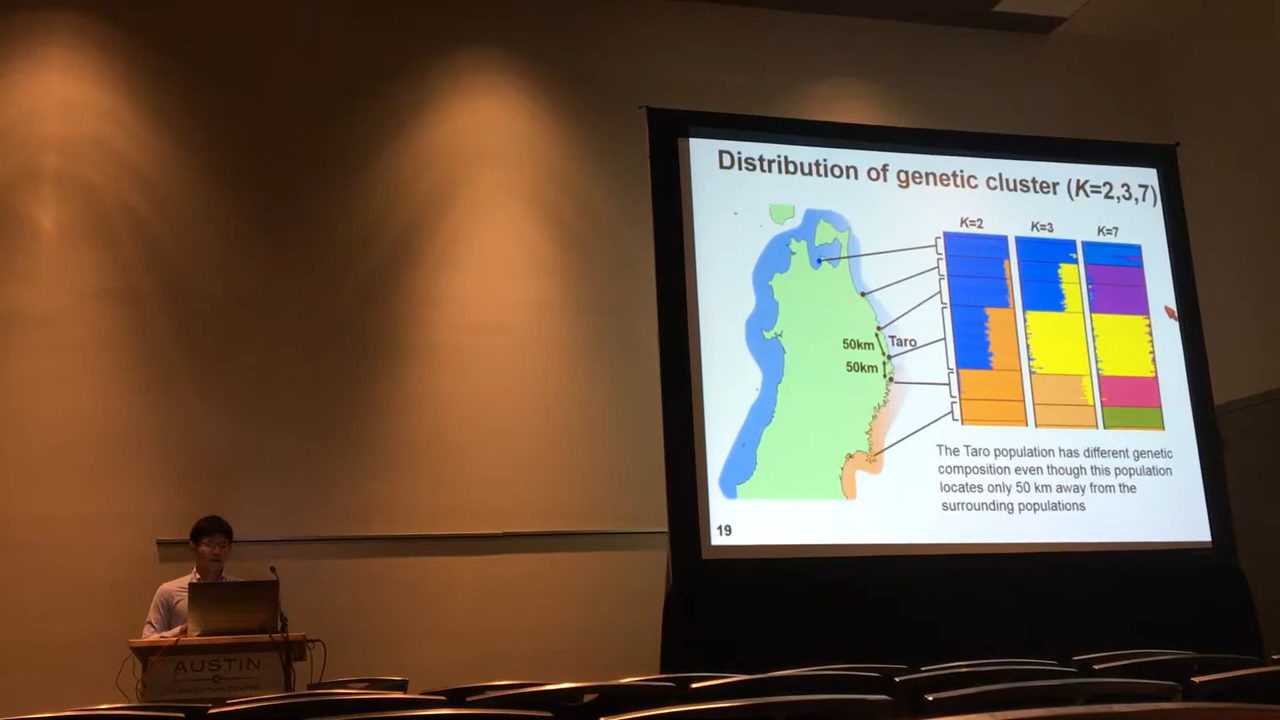 Distribution of genetic cluster (K=2,3,7)
K=2
K=3
K=7
50km
Taro
50km
The Taro population has different genetic
composition even though this population
locates only 50 km away from the
surrounding populations
19
AUSTIN